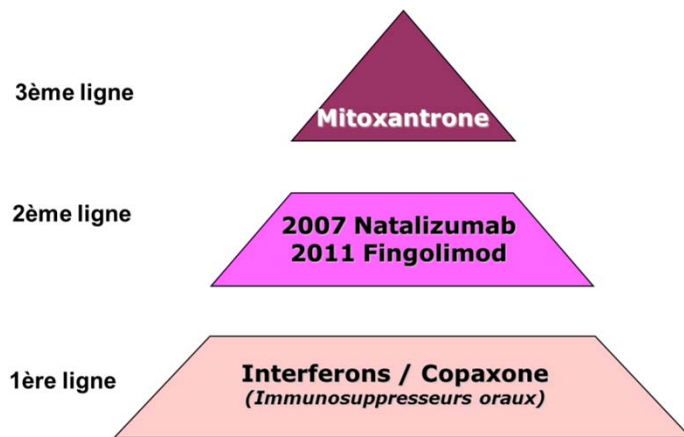 3ème ligne
Mitoxantrone
2ème ligne
2007 Natalizumab
2011 Fingolimod
1ère ligne
Interferons / Copaxone
(Immunosuppresseurs oraux)